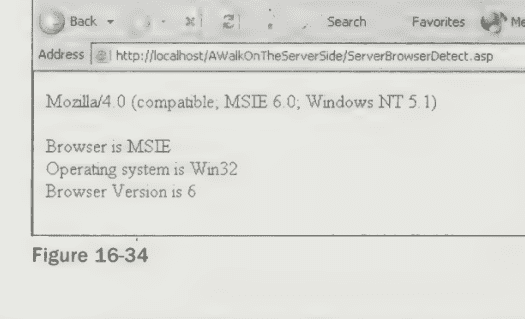 Back Search Favorites Me
Address http://localhost/AWalkOnTheServerSide/ServerBrowserDetect.asp
Mozilla/4.0 (compatible; MSIE 6.0; Windows NT 5.1)
Browser is MSIE
Operating system is Win32
Browser Version is 6
Figure 16-34